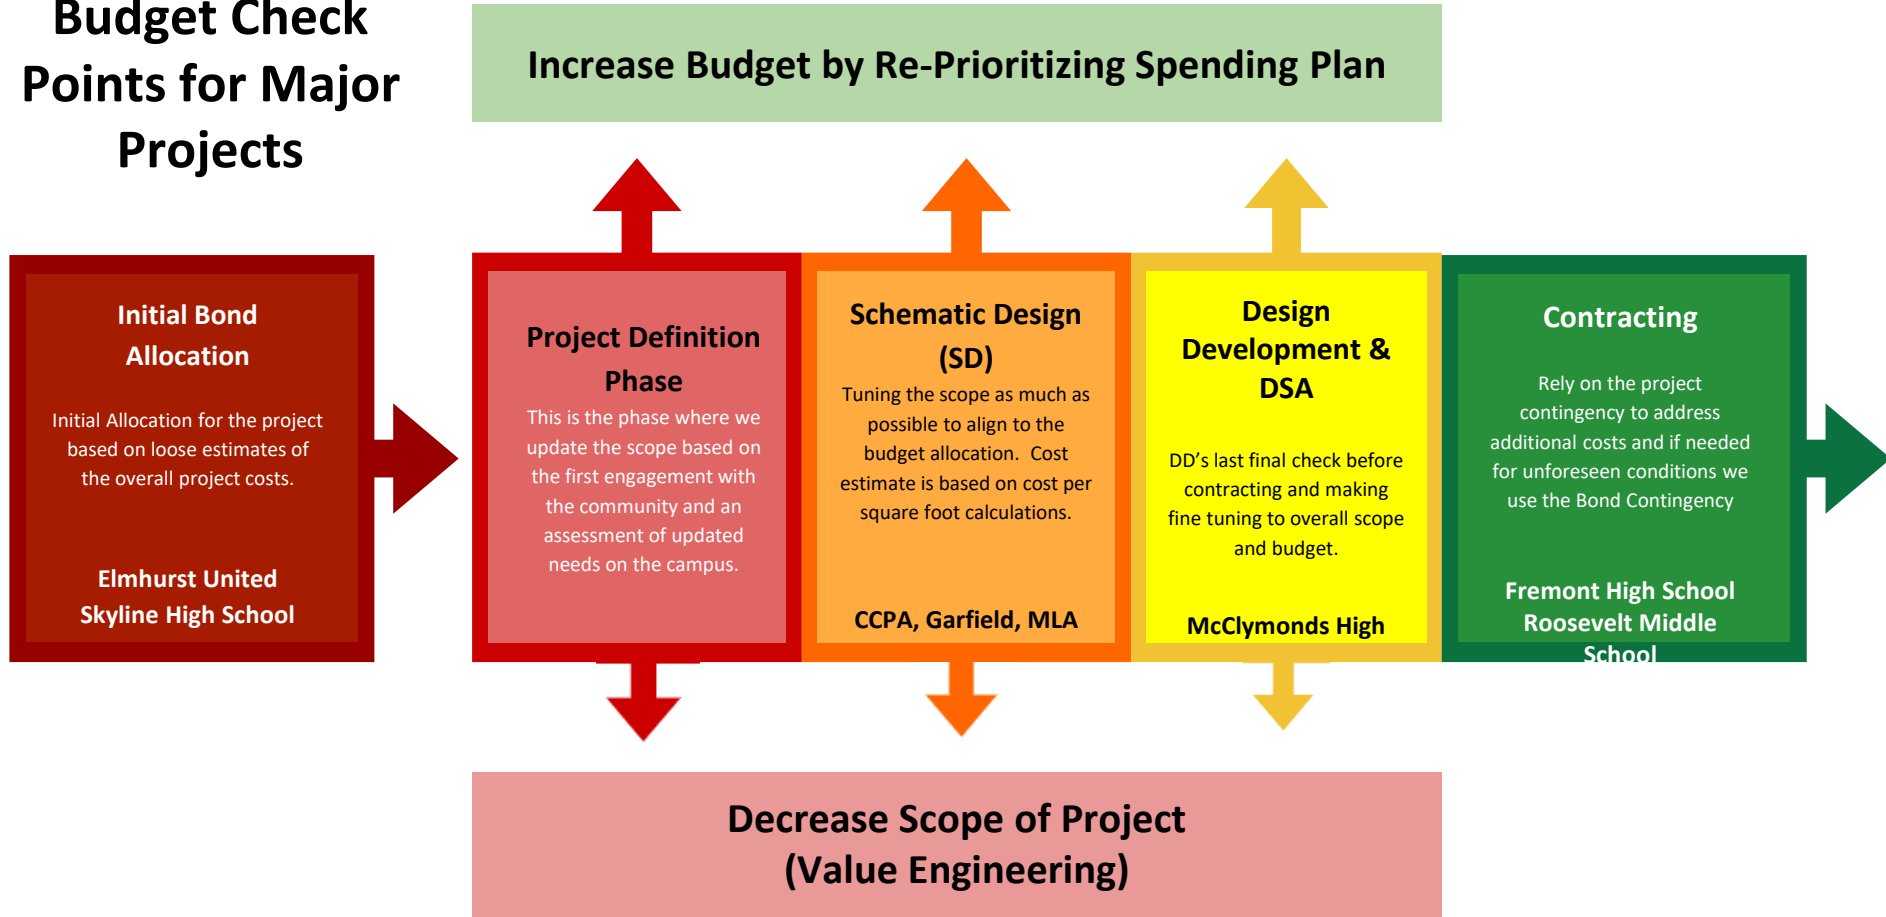 Budget Check
Points for Major
Projects
Increase Budget by Re-Prioritizing Spending Plan
Initial Bond
Allocation
Initial Allocation for the project
based on loose estimates of
the overall project costs.
Elmhurst United
Skyline High School
Project Definition
Phase
This is the phase where we
update the scope based on
the first engagement with
the community and an
assessment of updated
needs on the campus.
Schematic Design
(SD)
Tuning the scope as much as
possible to align to the
budget allocation. Cost
estimate is based on cost per
square foot calculations.
CCPA, Garfield, MLA
Design
Development &
DSA
DD's last final check before
contracting and making
fine tuning to overall scope
and budget.
McClymonds High
Contracting
Rely on the project
contingency to address
additional costs and if needed
for unforeseen conditions we
use the Bond Contingency
Fremont High School
Roosevelt Middle
School
Decrease Scope of Project
(Value Engineering)